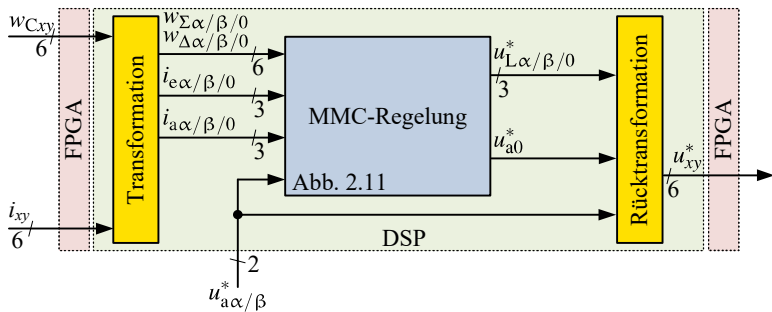 w_Cxy
6
FPGA
i_xy
6
Transformation
w_Σα/β/0
w_Δα/β/0
6
i_eα/β/0
3
i_aα/β/0
3
MMC-Regelung
Abb. 2.11
u*_Lα/β/0
3
u*_a0
Rücktransformation
DSP
2
u*_aα/β
u*_xy
6
FPGA